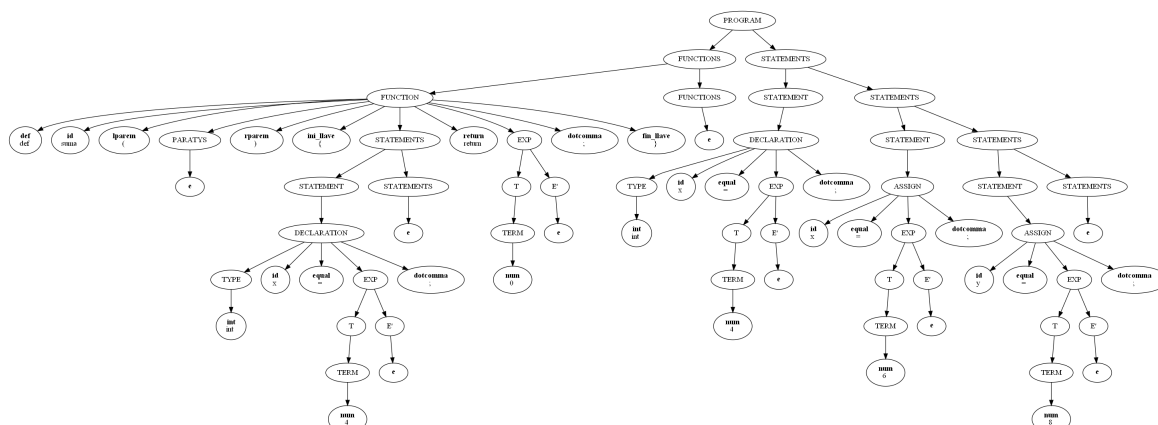 PROGRAM
FUNCTIONS STATEMENTS
FUNCTION FUNCTIONS STATEMENT STATEMENTS
def id lparem PARATYS rparem ini_llave STATEMENTS return EXP dotcomma fin_llave e DECLARATION STATEMENT STATEMENTS
def suma ( ) { return ; }
e STATEMENT STATEMENTS T E' TYPE id equal EXP dotcomma ASSIGN STATEMENT STATEMENTS
x = ;
DECLARATION e TERM e int T E' id equal EXP dotcomma ASSIGN e
int x = ;
TYPE id equal EXP dotcomma num TERM e T E' id equal EXP dotcomma
x = ; 0 y = ;
int T E' num TERM e T E'
int 4
TERM e num TERM e
6
num num
4 8